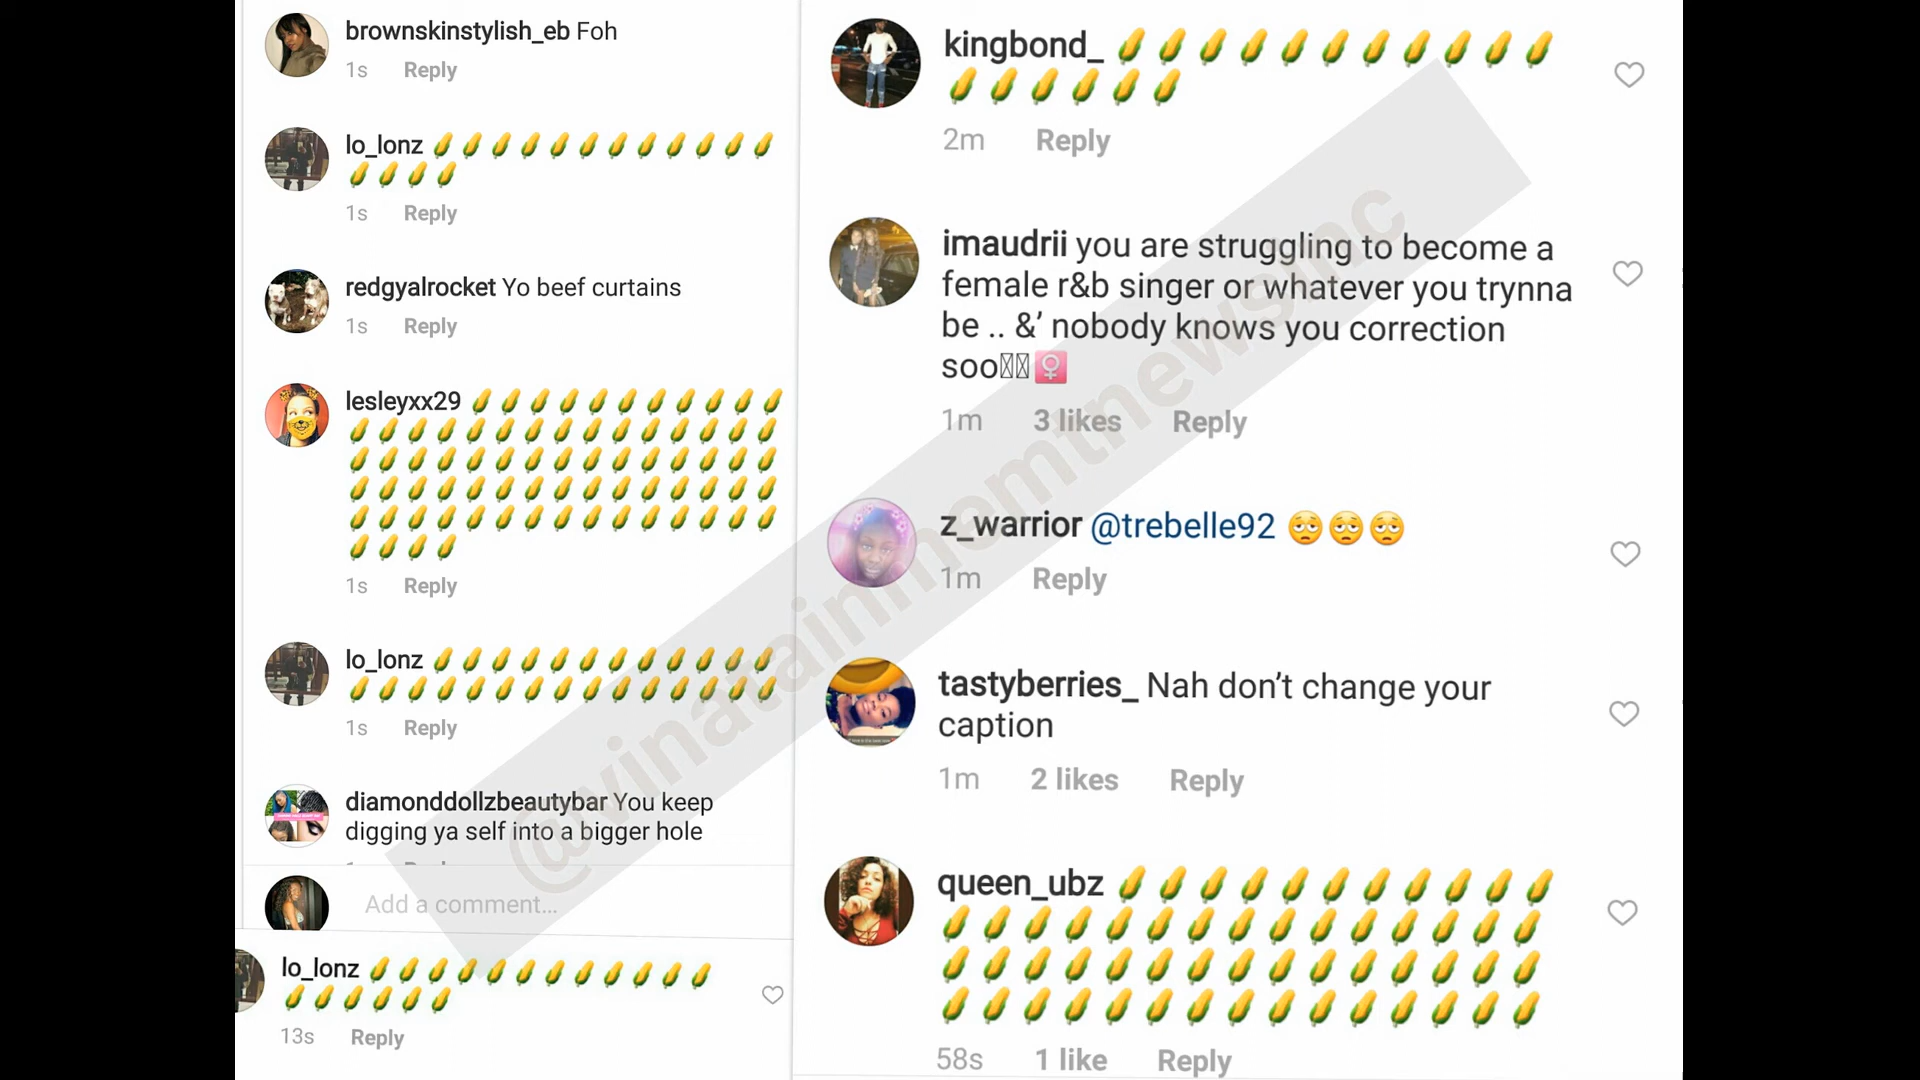 brownskinstylish_eb Foh
1s Reply
lo_lonz 🌽🌽🌽🌽🌽🌽🌽🌽🌽🌽🌽🌽
🌽🌽🌽🌽
1s Reply
redgyalrocket Yo beef curtains
1s Reply
lesleyxx29 🌽🌽🌽🌽🌽🌽🌽🌽🌽🌽🌽
🌽🌽🌽🌽🌽🌽🌽🌽🌽🌽🌽🌽🌽🌽🌽
🌽🌽🌽🌽🌽🌽🌽🌽🌽🌽🌽🌽🌽🌽🌽
🌽🌽🌽🌽🌽🌽🌽🌽🌽🌽🌽🌽🌽🌽🌽
🌽🌽🌽🌽🌽🌽🌽🌽🌽🌽🌽🌽🌽🌽🌽
🌽🌽🌽🌽
1s Reply
lo_lonz 🌽🌽🌽🌽🌽🌽🌽🌽🌽🌽🌽🌽
🌽🌽🌽🌽🌽🌽🌽🌽🌽🌽🌽🌽🌽🌽🌽
1s Reply
diamonddollzbeautybar You keep
digging ya self into a bigger hole
Add a comment...
lo_lonz 🌽🌽🌽🌽🌽🌽🌽🌽🌽🌽🌽🌽
🌽🌽🌽🌽🌽🌽
13s Reply
kingbond_ 🌽🌽🌽🌽🌽🌽🌽🌽🌽🌽🌽
🌽🌽🌽🌽🌽🌽
2m Reply
imaudrii you are struggling to become a
female r&b singer or whatever you trynna
be .. &’ nobody knows you correction
soo♀
1m 3 likes Reply
z_warrior @trebelle92 😩😩😩
1m Reply
tastyberries_ Nah don’t change your
caption
1m 2 likes Reply
queen_ubz 🌽🌽🌽🌽🌽🌽🌽🌽🌽🌽🌽
🌽🌽🌽🌽🌽🌽🌽🌽🌽🌽🌽🌽🌽🌽🌽
🌽🌽🌽🌽🌽🌽🌽🌽🌽🌽🌽🌽🌽🌽🌽
🌽🌽🌽🌽🌽🌽🌽🌽🌽🌽🌽🌽🌽🌽🌽
58s 1 like Reply